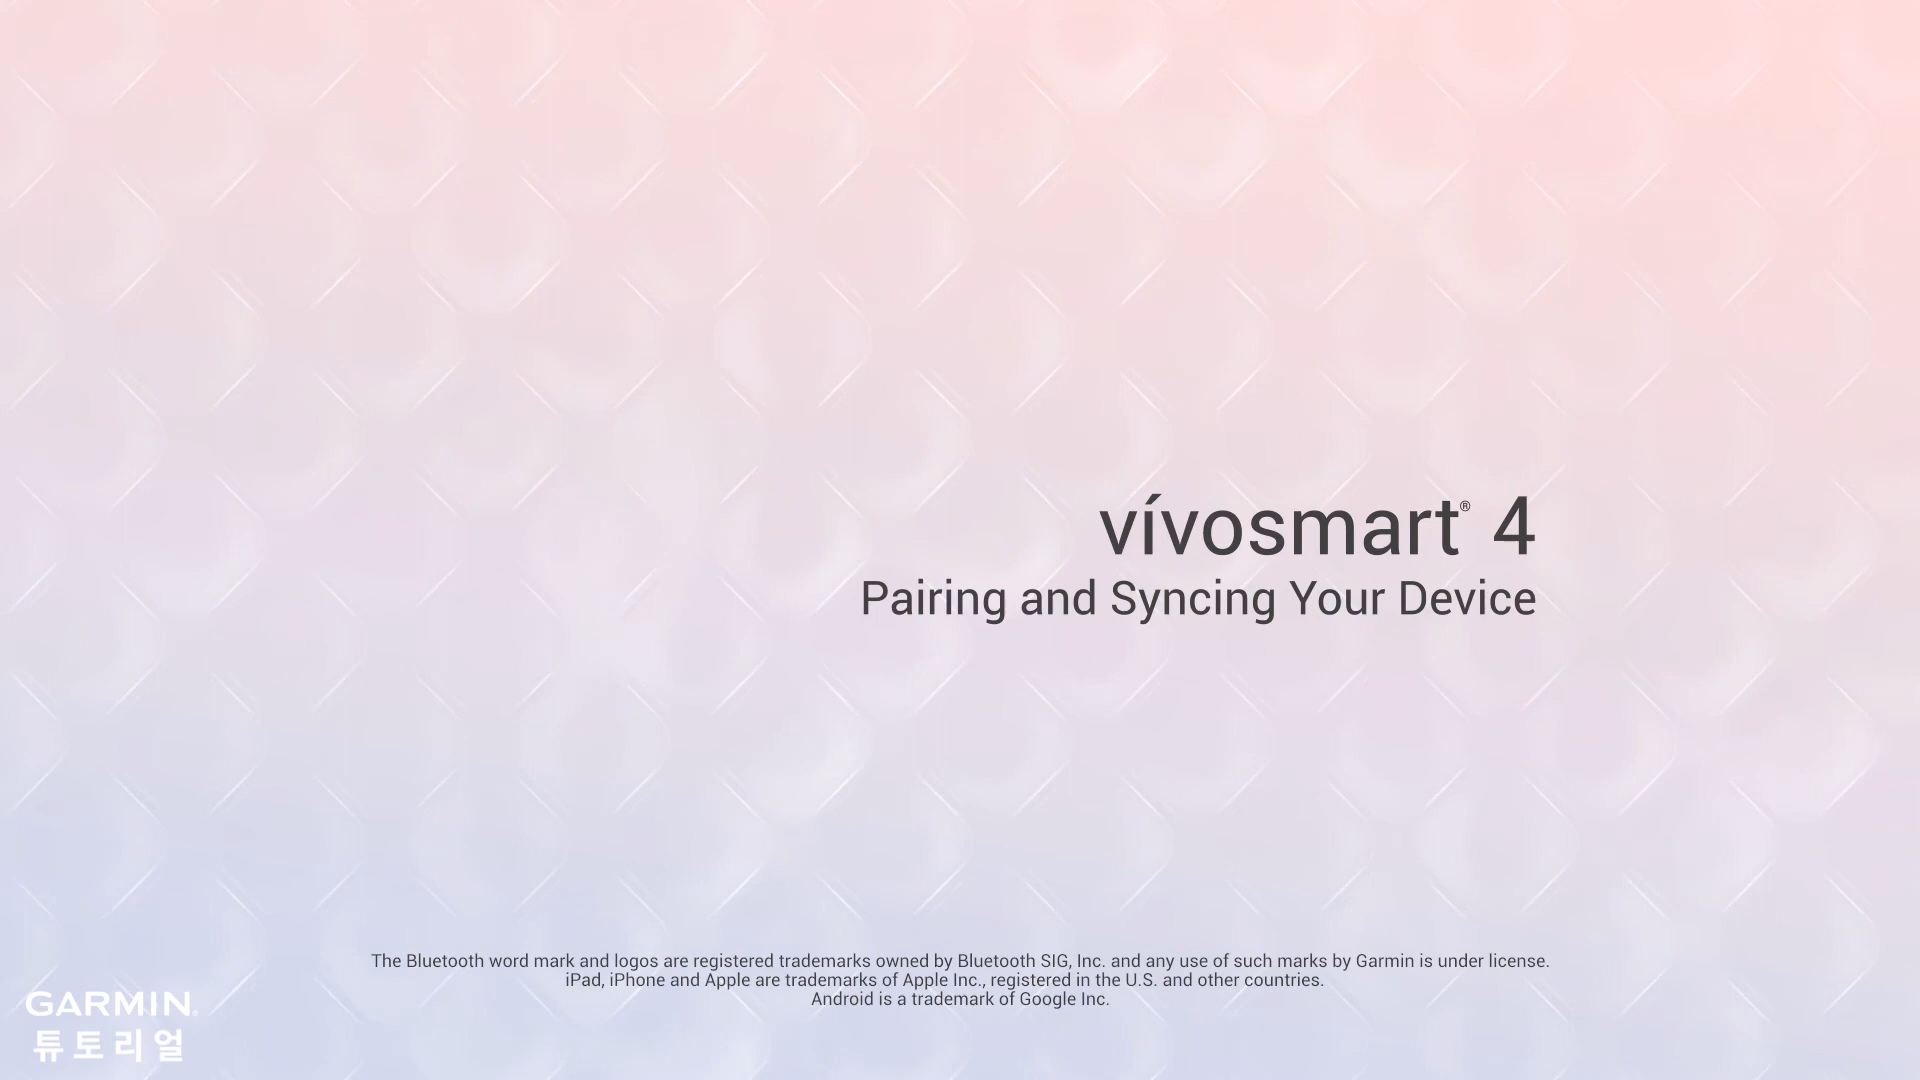 vívosmart® 4
Pairing and Syncing Your Device
The Bluetooth word mark and logos are registered trademarks owned by Bluetooth SIG, Inc. and any use of such marks by Garmin is under license.
iPad, iPhone and Apple are trademarks of Apple Inc., registered in the U.S. and other countries.
Android is a trademark of Google Inc.
GARMIN.
튜토리얼